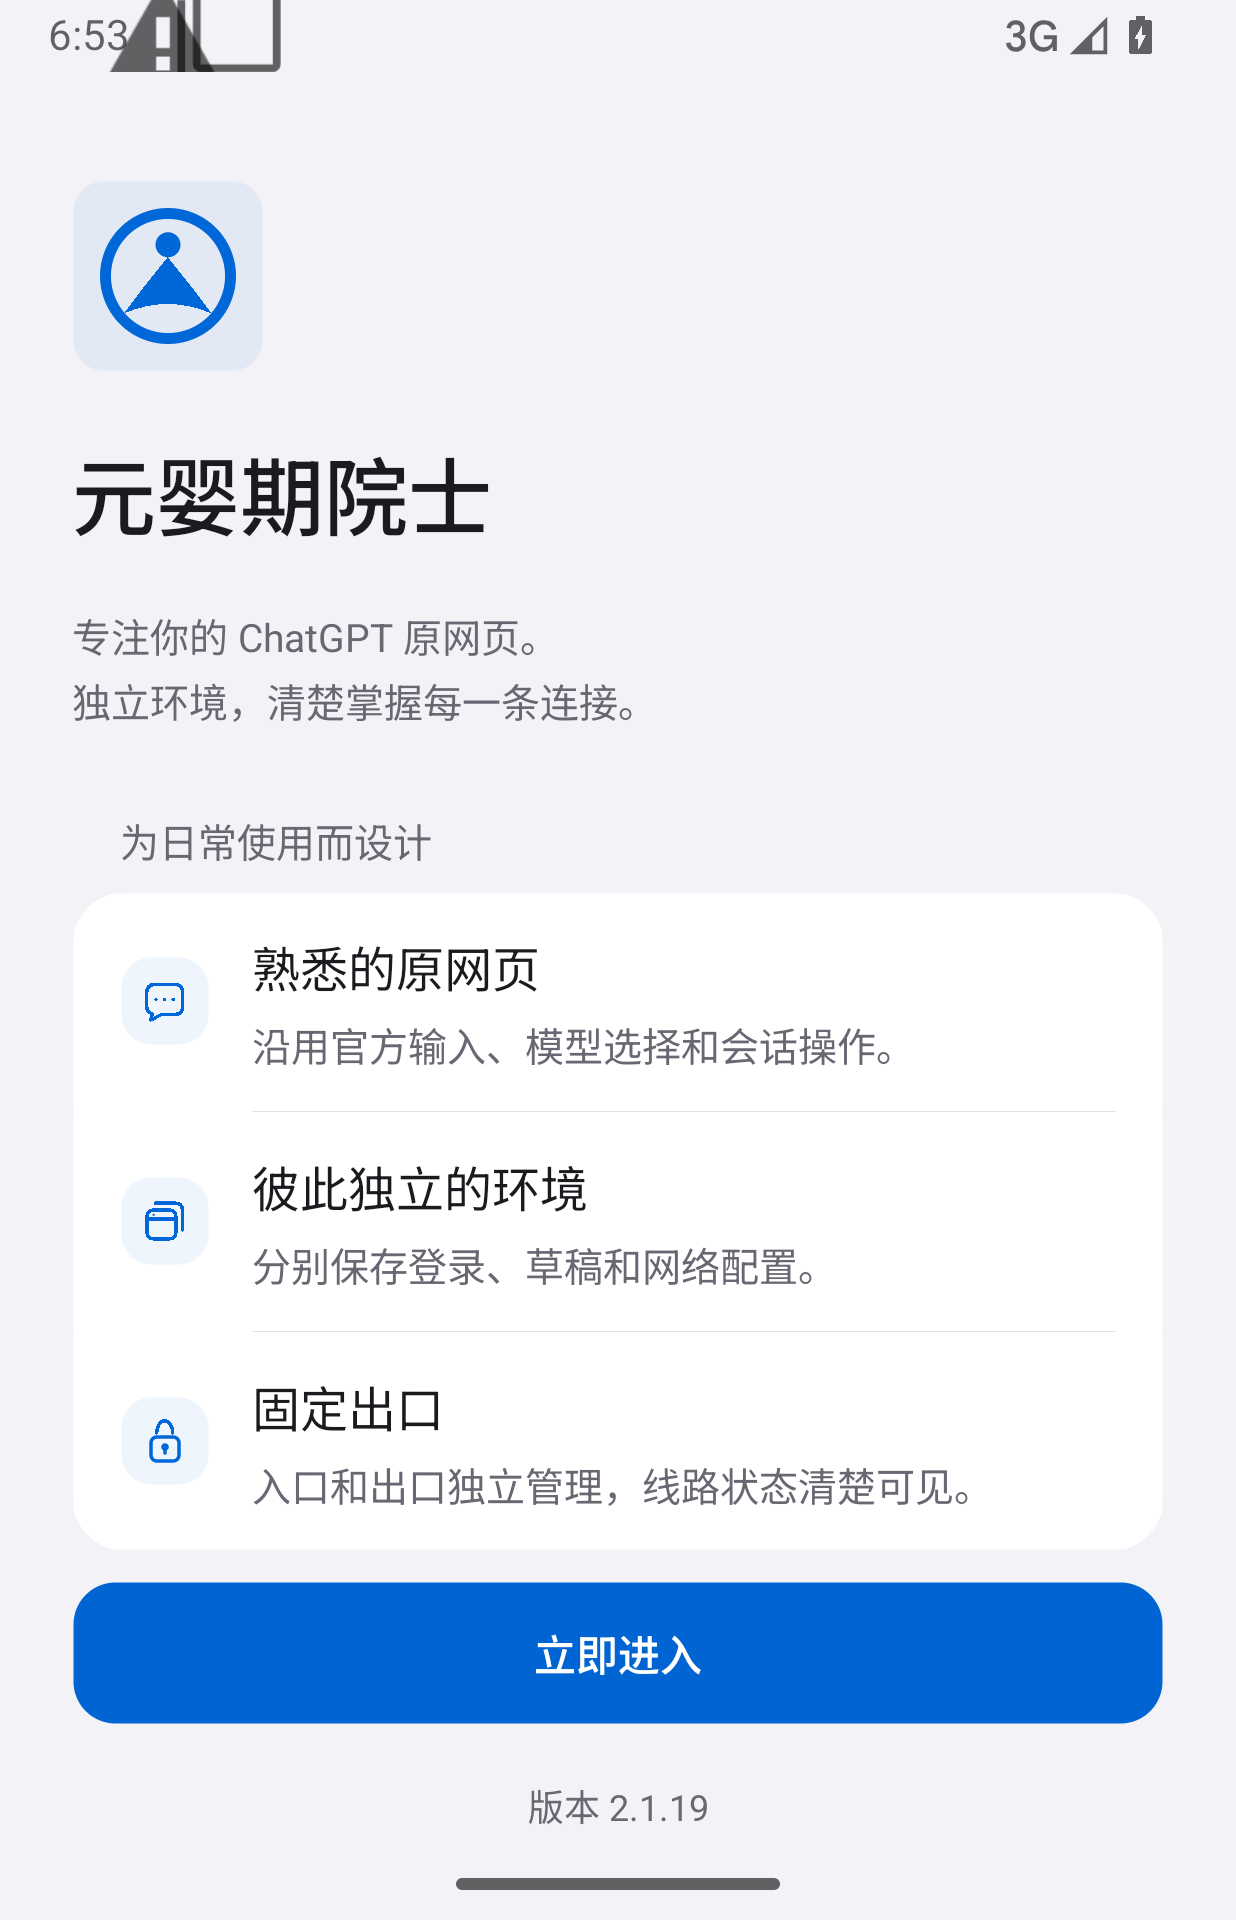 6:53
3G
元婴期院士
专注你的 ChatGPT 原网页。
独立环境，清楚掌握每一条连接。
为日常使用而设计
熟悉的原网页
沿用官方输入、模型选择和会话操作。
彼此独立的环境
分别保存登录、草稿和网络配置。
固定出口
入口和出口独立管理，线路状态清楚可见。
立即进入
版本 2.1.19